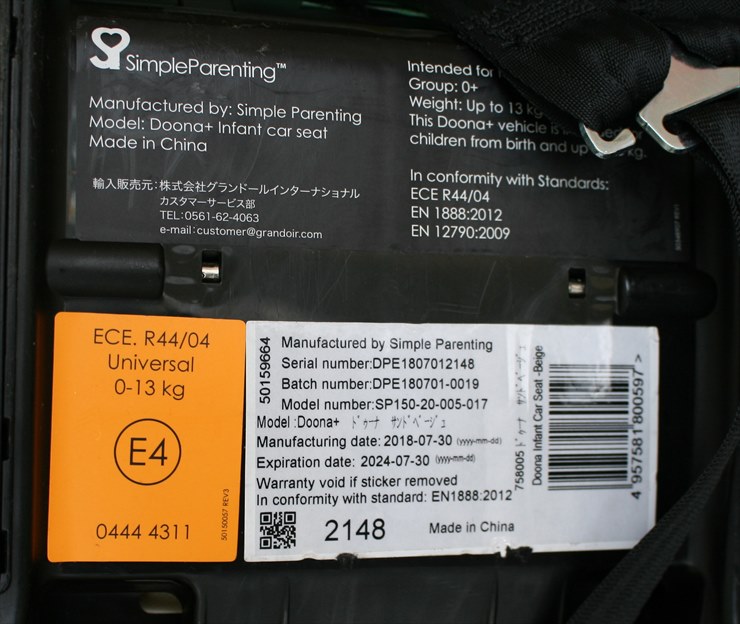 SimpleParenting™
Manufactured by: Simple Parenting
Model: Doona+ Infant car seat
Made in China
輸入販売元:株式会社グランドールインターナショナル
カスタマーサービス部
TEL:0561-62-4063
e-mail:customer@grandoir.com
Intended for
Group: 0+
Weight: Up to 13 kg
This Doona+ vehicle is
children from birth and up
In conformity with Standards:
ECE R44/04
EN 1888:2012
EN 12790:2009
ECE. R44/04
Universal
0-13 kg
E4
0444 4311
50150057 REV3
50159664
Manufactured by Simple Parenting
Serial number:DPE1807012148
Batch number:DPE180701-0019
Model number:SP150-20-005-017
Model :Doona+ ﾄﾞｩｰﾅ ｻﾝﾄﾞﾍﾞｰｼﾞｭ
Manufacturing date: 2018-07-30 (yyyy-mm-dd)
Expiration date: 2024-07-30 (yyyy-mm-dd)
Warranty void if sticker removed
In conformity with standard: EN1888:2012
2148
Made in China
758005 ﾄﾞｩｰﾅ ｻﾝﾄﾞﾍﾞｰｼﾞｭ
Doona Infant Car Seat -Beige
4 957581 800597 >